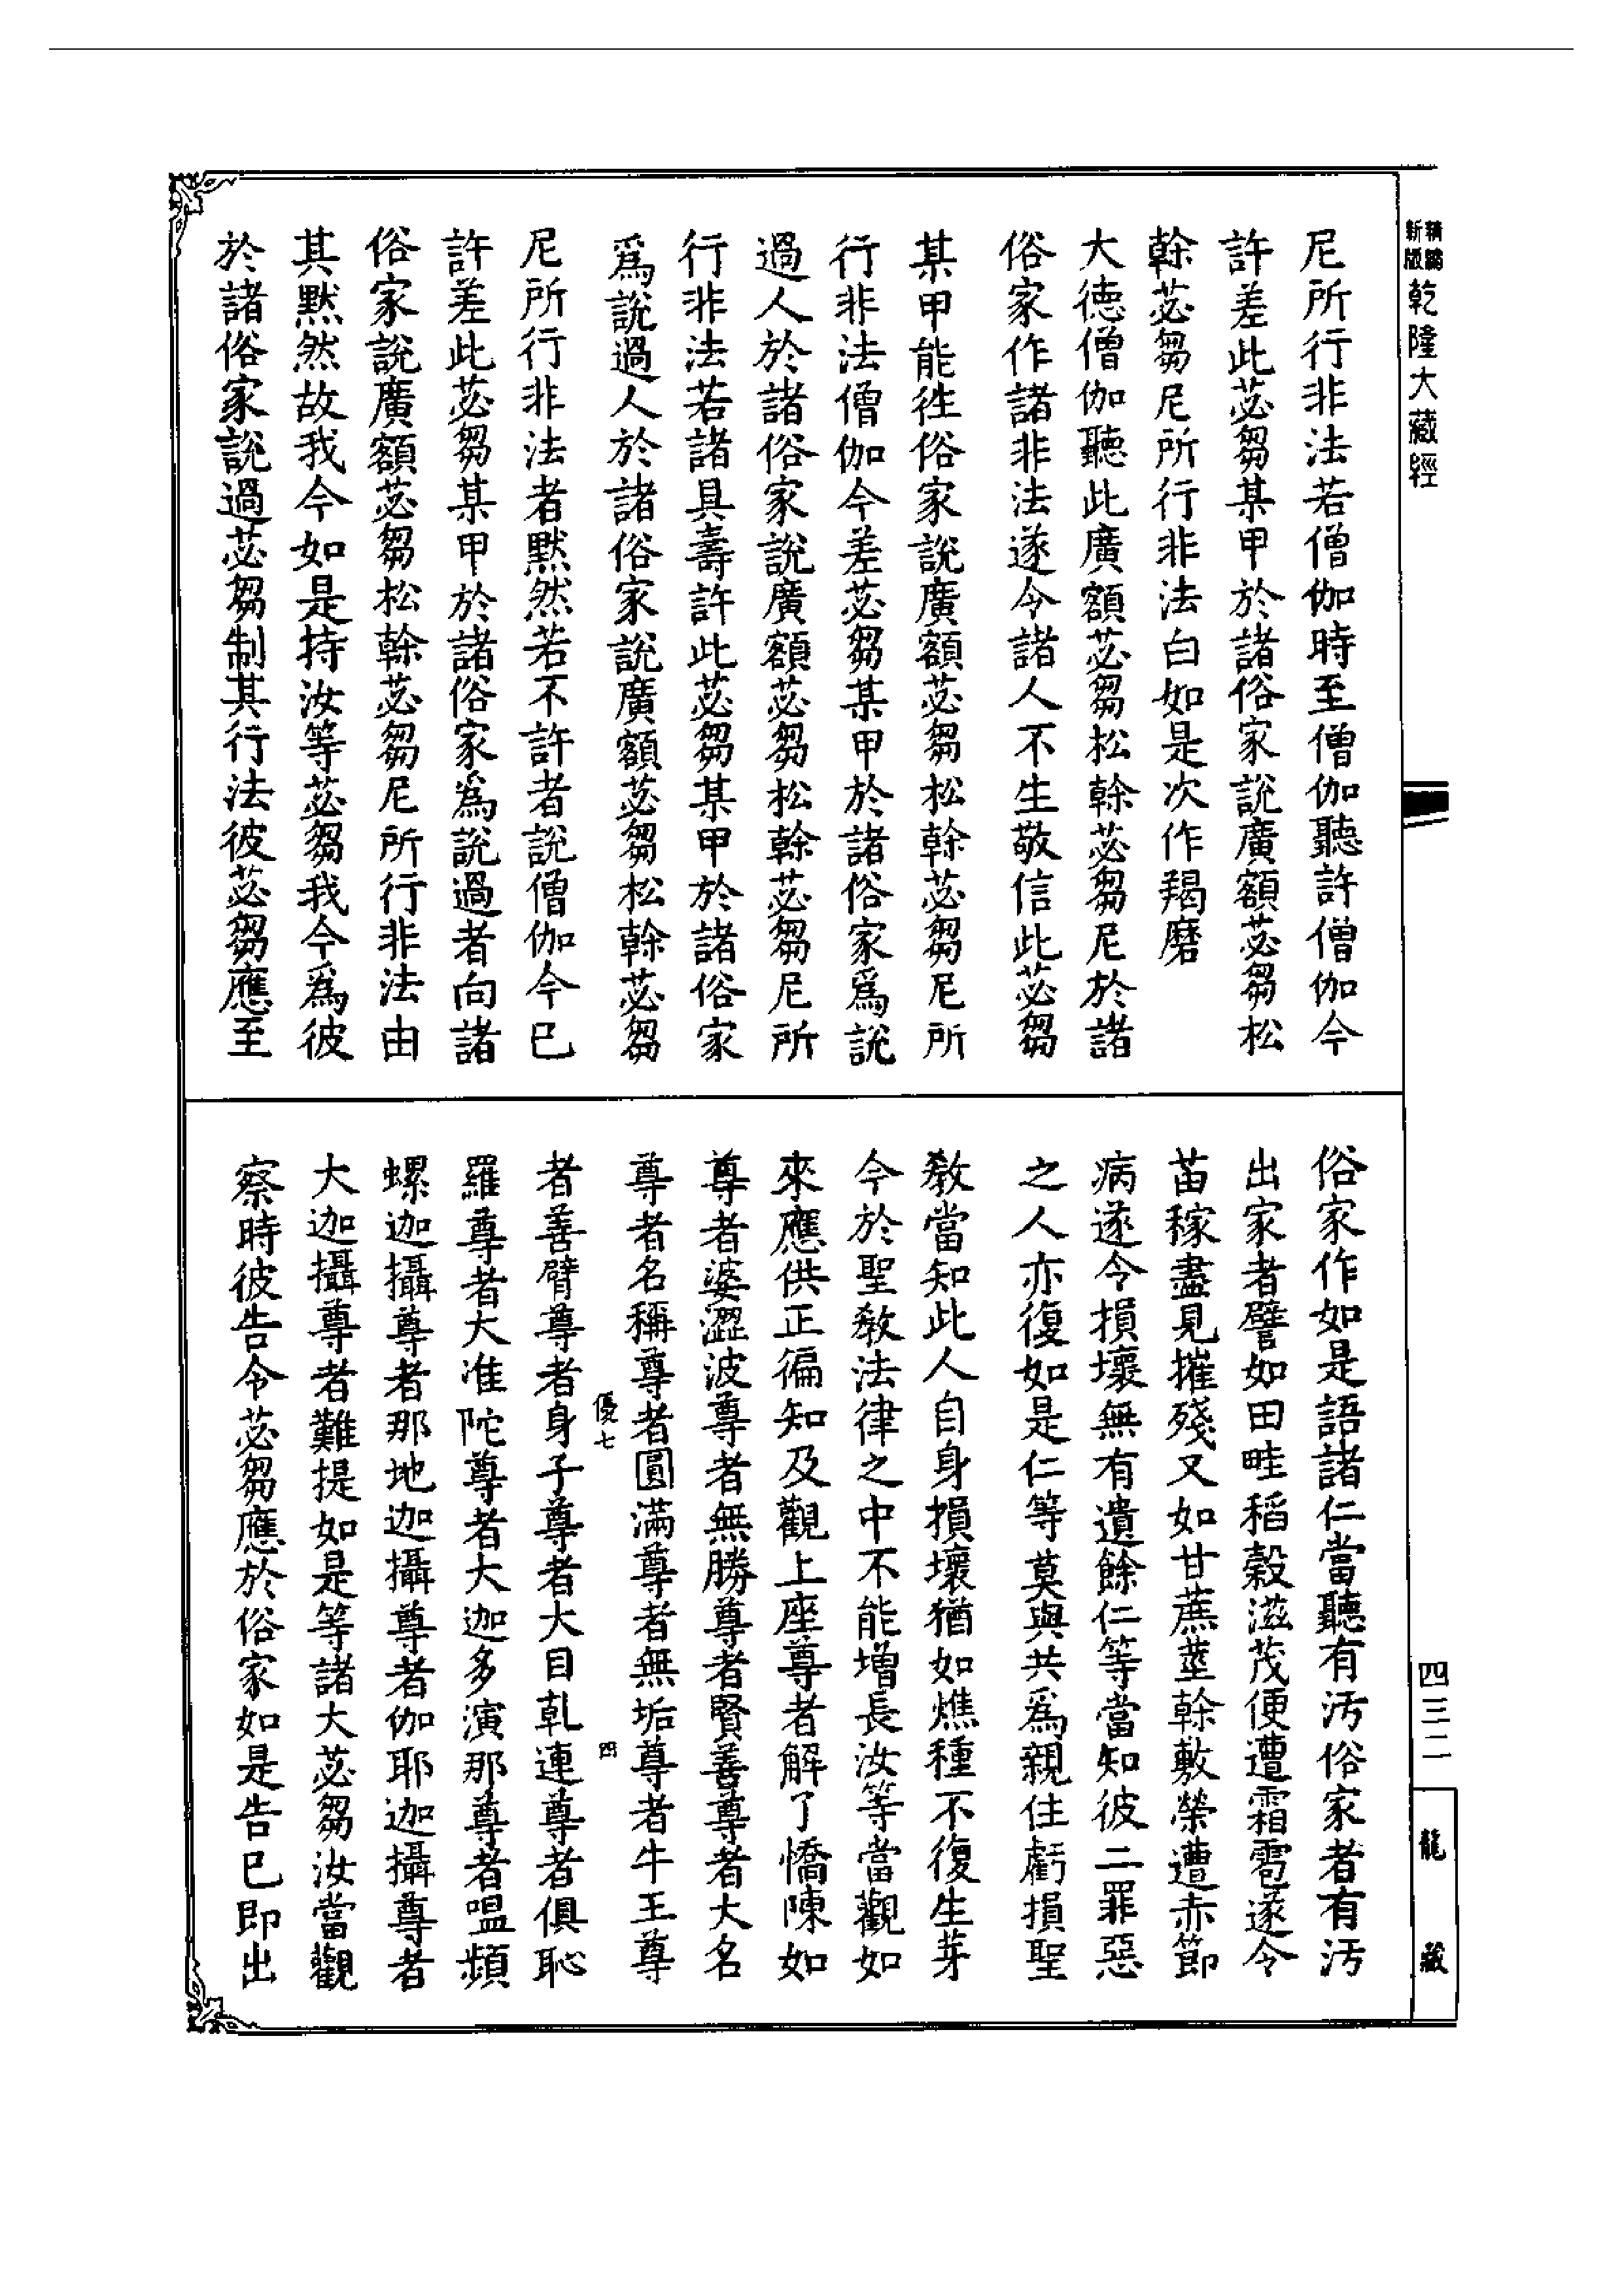 新編
新版
乾隆大藏經
尼所行非法若僧伽時至僧伽聽許僧伽今
許差此苾芻某甲於諸俗家說廣額苾芻松
榦苾芻尼所行非法白如是次作羯磨
大德僧伽聽此廣額苾芻松榦苾芻尼於諸
俗家作諸非法遂令諸人不生敬信此苾芻
某甲能往俗家說廣額苾芻松榦苾芻尼所
行非法僧伽今差苾芻某甲於諸俗家爲說
過人於諸俗家說廣額苾芻松榦苾芻尼所
行非法若諸具壽許此苾芻某甲於諸俗家
爲說過人於諸俗家說廣額苾芻松榦苾芻
尼所行非法者默然若不許者說僧伽今巳
許差此苾芻某甲於諸俗家爲說過者向諸
俗家說廣額苾芻松榦苾芻尼所行非法由
其默然故我今如是持汝等苾芻我今爲彼
於諸俗家說過苾芻制其行法彼苾芻應至
俗家作如是語諸仁當聽有汚俗家者有汚
出家者譬如田畦稻穀滋茂便遭霜雹遂令
苗稼盡見摧殘又如甘蔗莖榦敷榮遭赤節
病遂令損壞無有遺餘仁等當知彼二罪惡
之人亦復如是仁等莫與共爲親住虧損聖
敎當知此人自身損壞猶如燋種不復生芽
今於聖敎法律之中不能增長汝等當觀如
來應供正徧知及觀上座尊者解了憍陳如
尊者婆澀波尊者無勝尊者賢善尊者大名
尊者名稱尊者圓滿尊者無垢尊者牛王尊
優七
四
者善臂尊者身子尊者大目乹連尊者俱恥
羅尊者大准陀尊者大迦多演那尊者嗢頻
螺迦攝尊者那地迦攝尊者伽耶迦攝尊者
大迦攝尊者難提如是等諸大苾芻汝當觀
察時彼告令苾芻應於俗家如是告巳即出
四三二
龍藏